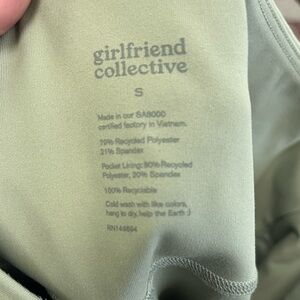 girlfriend
collective
S
Made in our SA8000
certified factory in Vietnam.
79% Recycled Polyester
21% Spandex
Pocket Lining: 80% Recycled
Polyester, 20% Spandex
100% Recyclable
Cold wash with like colors,
hang to dry, help the Earth :)